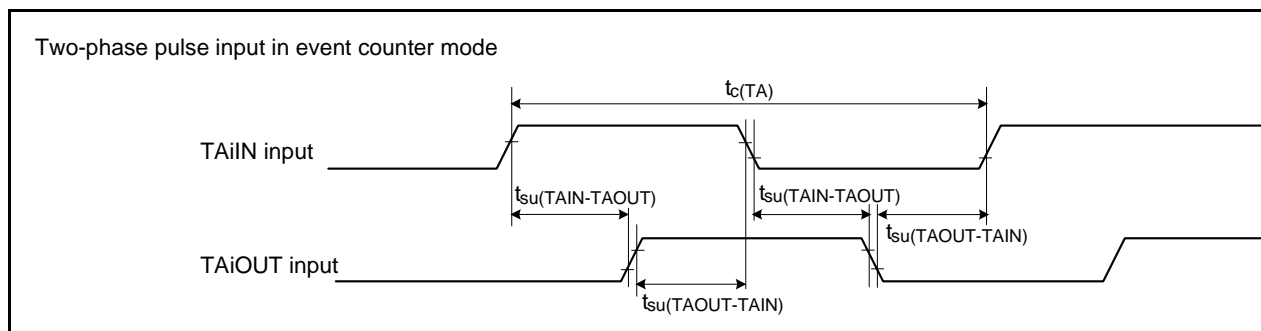 Two-phase pulse input in event counter mode
tc(TA)
TAiIN input
tsu(TAIN-TAOUT)
tsu(TAIN-TAOUT)
tsu(TAOUT-TAIN)
TAiOUT input
tsu(TAOUT-TAIN)